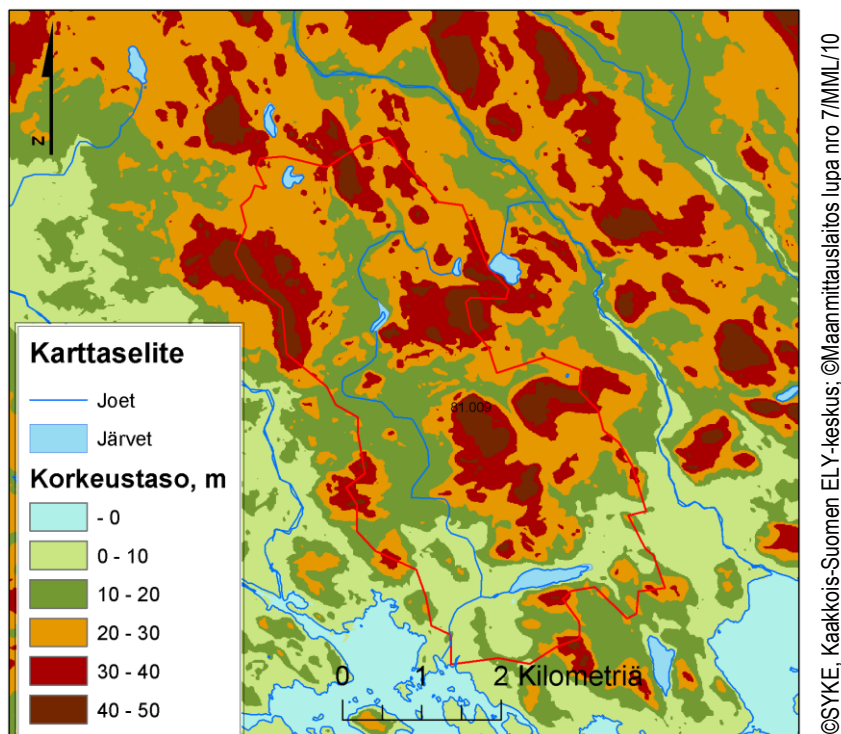 N
81.009
Karttaselite
Joet
Järvet
Korkeustaso, m
- 0
0 - 10
10 - 20
20 - 30
30 - 40
40 - 50
0 1 2 Kilometriä
©SYKE, Kaakkois-Suomen ELY-keskus; ©Maanmittauslaitos lupa nro 7/MML/10